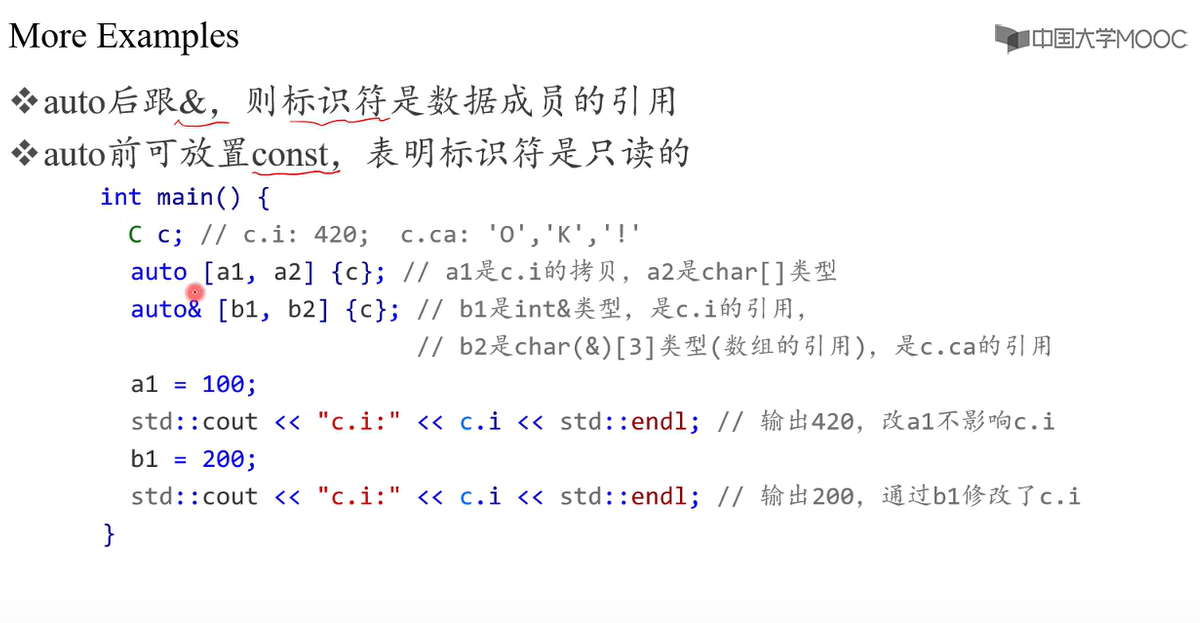 More Examples
中国大学MOOC
❖auto后跟&，则标识符是数据成员的引用
❖auto前可放置const，表明标识符是只读的
int main() {
C c; // c.i: 420;  c.ca: 'O','K','!'
auto [a1, a2] {c}; // a1是c.i的拷贝，a2是char[]类型
auto& [b1, b2] {c}; // b1是int&类型，是c.i的引用，
// b2是char(&)[3]类型(数组的引用)，是c.ca的引用
a1 = 100;
std::cout << "c.i:" << c.i << std::endl; // 输出420，改a1不影响c.i
b1 = 200;
std::cout << "c.i:" << c.i << std::endl; // 输出200，通过b1修改了c.i
}